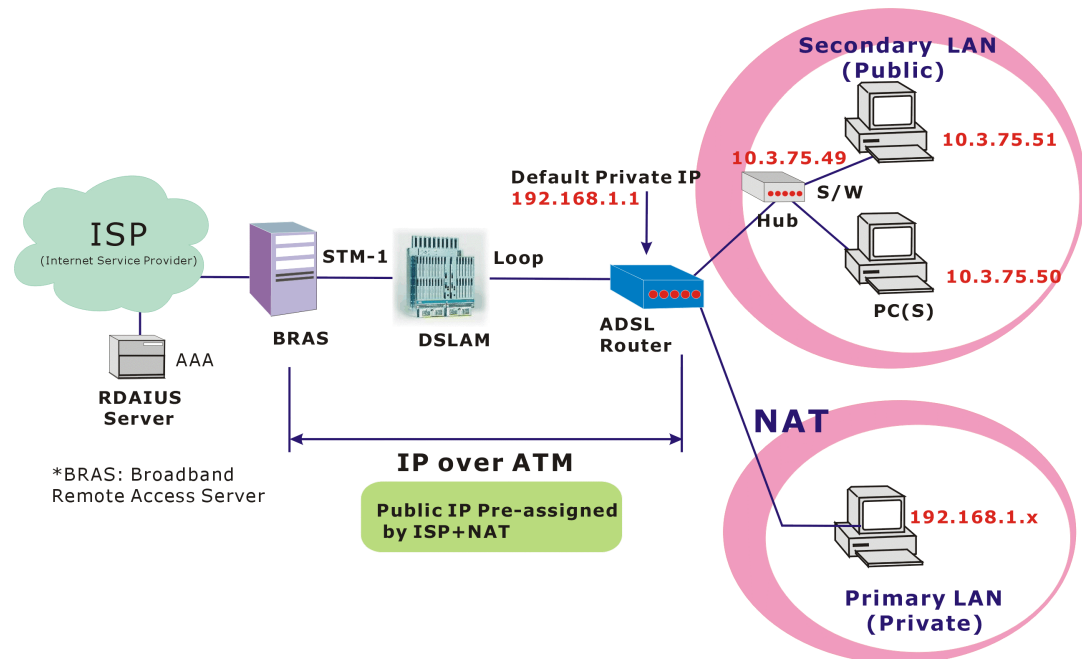 Secondary LAN
(Public)
10.3.75.51
10.3.75.49
S/W
Hub
10.3.75.50
PC(S)
Default Private IP
192.168.1.1
ISP
(Internet Service Provider)
STM-1
Loop
BRAS
DSLAM
ADSL
Router
AAA
RDAIUS
Server
NAT
IP over ATM
*BRAS: Broadband
Remote Access Server
Public IP Pre-assigned
by ISP+NAT
192.168.1.x
Primary LAN
(Private)